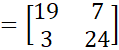 = [19 7
3 24]